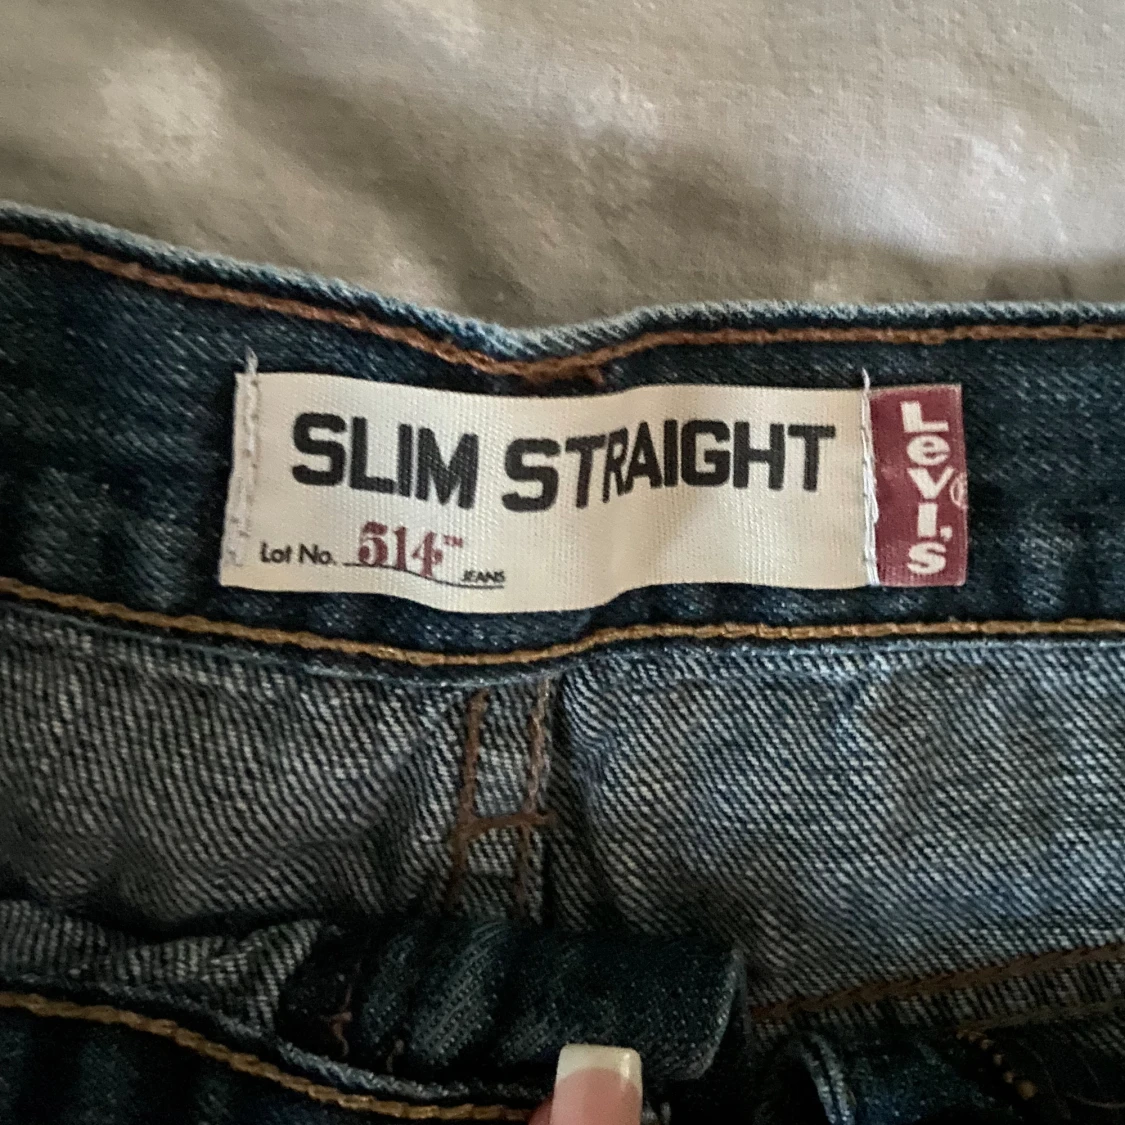 SLIM STRAIGHT
Lot No. 514™ JEANS
Levi's®